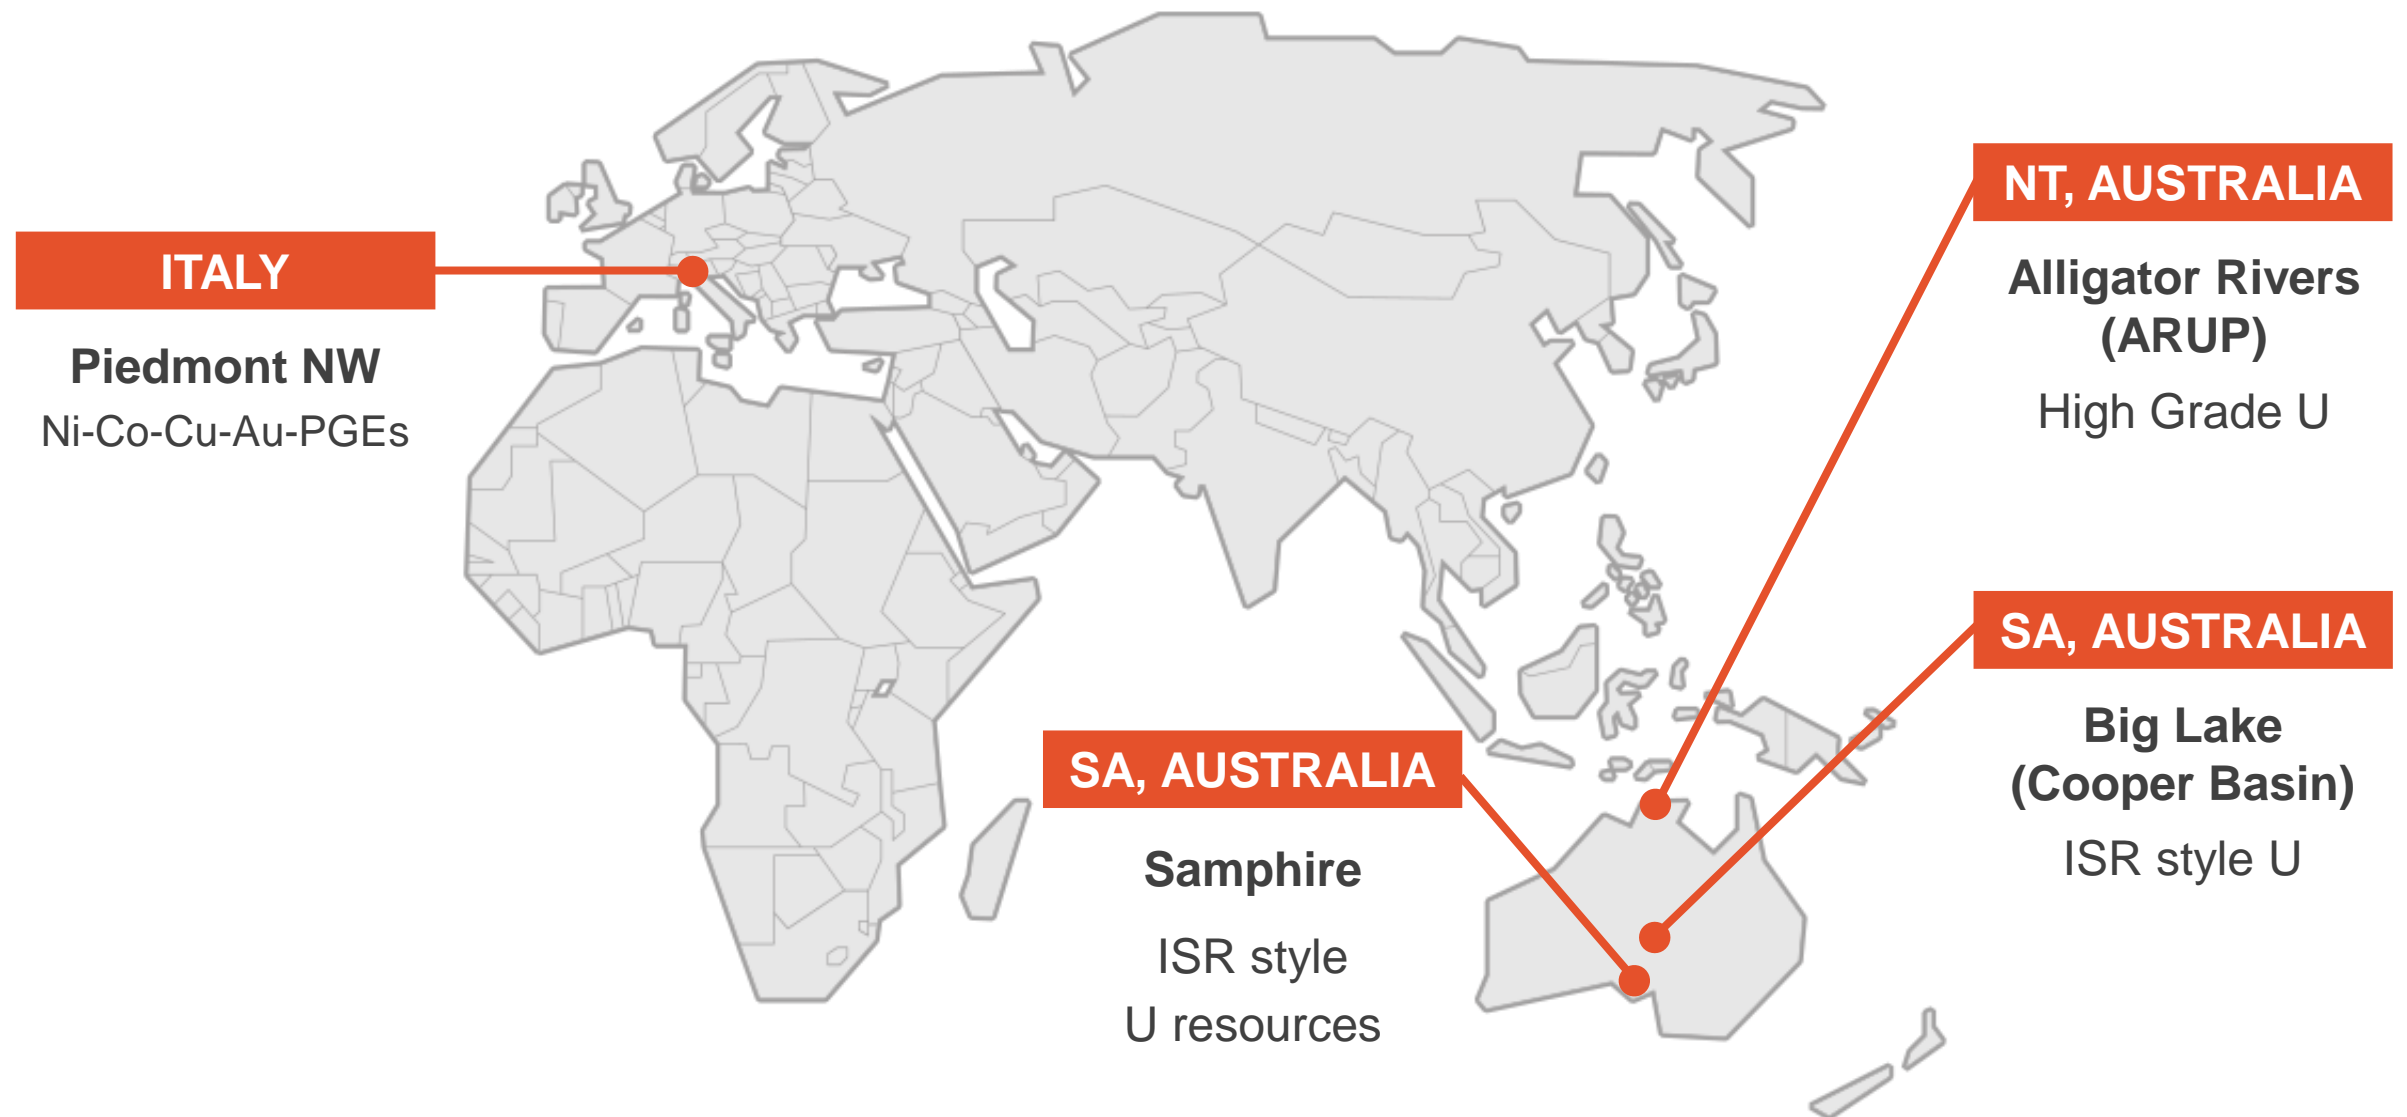 ITALY
Piedmont NW
Ni-Co-Cu-Au-PGEs
SA, AUSTRALIA
Samphire
ISR style
U resources
NT, AUSTRALIA
Alligator Rivers
(ARUP)
High Grade U
SA, AUSTRALIA
Big Lake
(Cooper Basin)
ISR style U